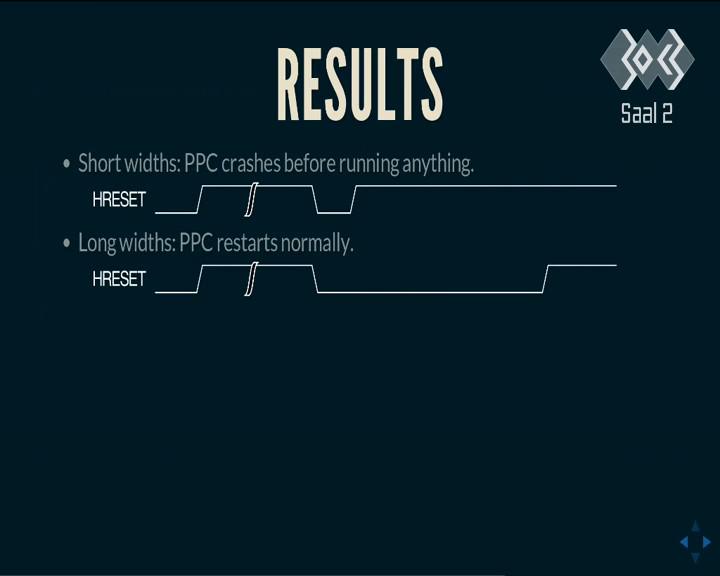 RESULTS
Saal 2
• Short widths: PPC crashes before running anything.
HRESET
• Long widths: PPC restarts normally.
HRESET